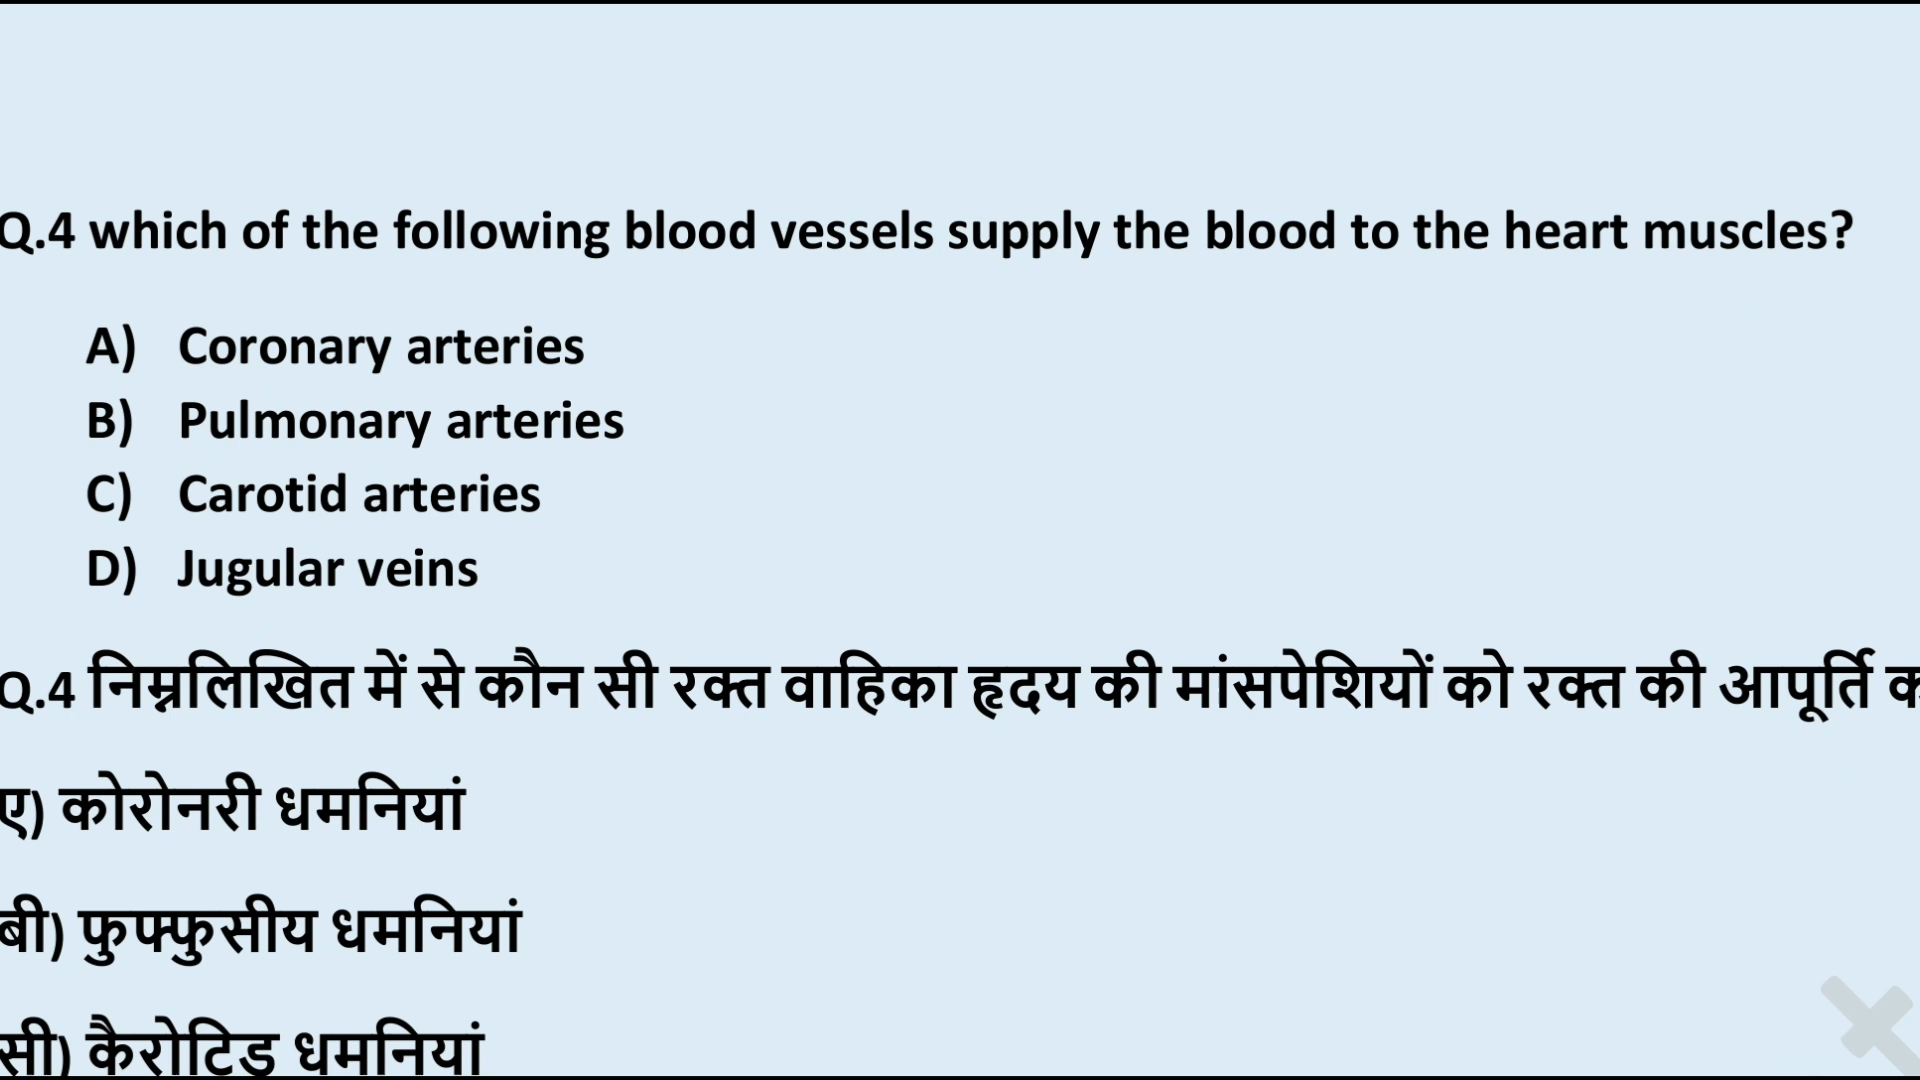 Q.4 which of the following blood vessels supply the blood to the heart muscles?
A) Coronary arteries
B) Pulmonary arteries
C) Carotid arteries
D) Jugular veins
Q.4 निम्नलिखित में से कौन सी रक्त वाहिका हृदय की मांसपेशियों को रक्त की आपूर्ति
ए) कोरोनरी धमनियां
बी) फुफ्फुसीय धमनियां
सी) कैरोटिड धमनियां